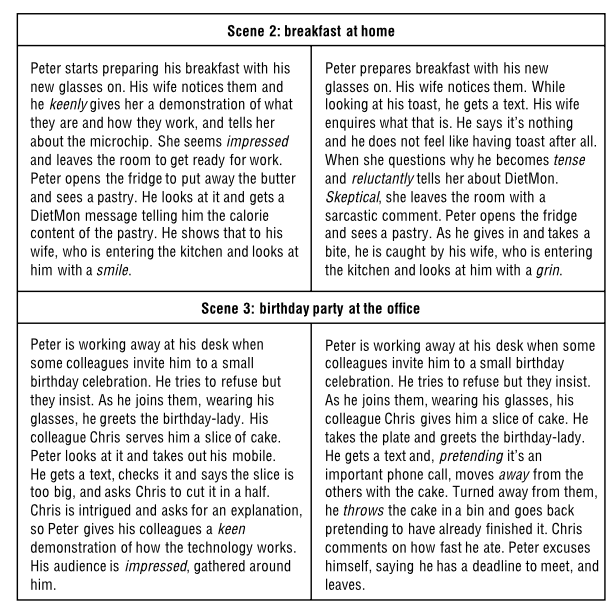 Scene 2: breakfast at home
Peter starts preparing his breakfast with his
new glasses on. His wife notices them and
he keenly gives her a demonstration of what
they are and how they work, and tells her
about the microchip. She seems impressed
and leaves the room to get ready for work.
Peter opens the fridge to put away the butter
and sees a pastry. He looks at it and gets a
DietMon message telling him the calorie
content of the pastry. He shows that to his
wife, who is entering the kitchen and looks at
him with a smile.
Peter prepares breakfast with his new
glasses on. His wife notices them. While
looking at his toast, he gets a text. His wife
enquires what that is. He says it's nothing
and he does not feel like having toast after all.
When she questions why he becomes tense
and reluctantly tells her about DietMon.
Skeptical, she leaves the room with a
sarcastic comment. Peter opens the fridge
and sees a pastry. As he gives in and takes a
bite, he is caught by his wife, who is entering
the kitchen and looks at him with a grin.
Scene 3: birthday party at the office
Peter is working away at his desk when
some colleagues invite him to a small
birthday celebration. He tries to refuse but
they insist. As he joins them, wearing his
glasses, he greets the birthday-lady. His
colleague Chris serves him a slice of cake.
Peter looks at it and takes out his mobile.
He gets a text, checks it and says the slice is
too big, and asks Chris to cut it in a half.
Chris is intrigued and asks for an explanation,
so Peter gives his colleagues a keen
demonstration of how the technology works.
His audience is impressed, gathered around
him.
Peter is working away at his desk when some
colleagues invite him to a small birthday
celebration. He tries to refuse but they insist.
As he joins them, wearing his glasses, his
colleague Chris gives him a slice of cake. He
takes the plate and greets the birthday-lady.
He gets a text and, pretending it's an
important phone call, moves away from the
others with the cake. Turned away from them,
he throws the cake in a bin and goes back
pretending to have already finished it. Chris
comments on how fast he ate. Peter excuses
himself, saying he has a deadline to meet, and
leaves.